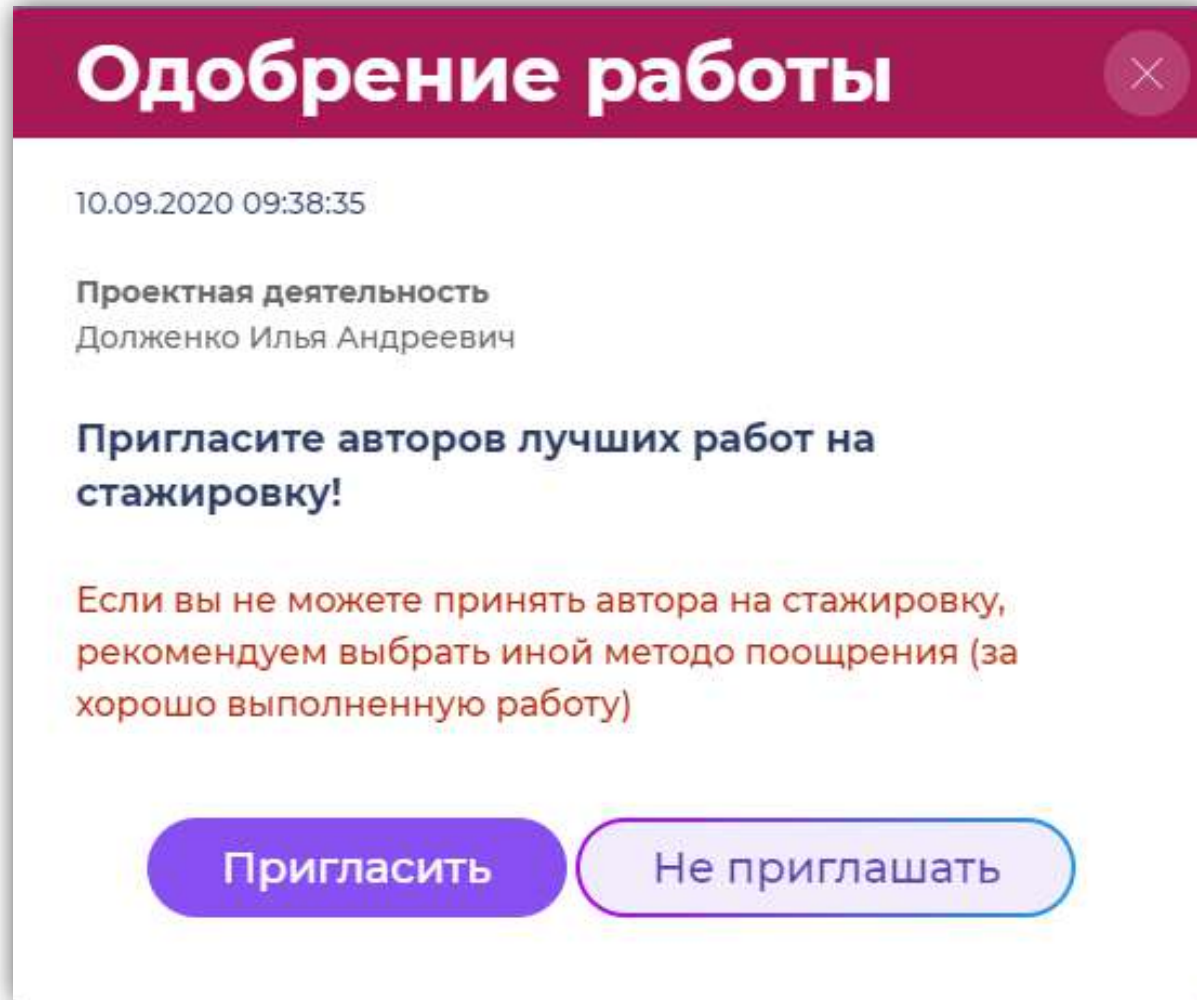 Одобрение работы
10.09.2020 09:38:35
Проектная деятельность
Долженко Илья Андреевич
Пригласите авторов лучших работ на
стажировку!
Если вы не можете принять автора на стажировку,
рекомендуем выбрать иной методо поощрения (за
хорошо выполненную работу)
Пригласить Не приглашать